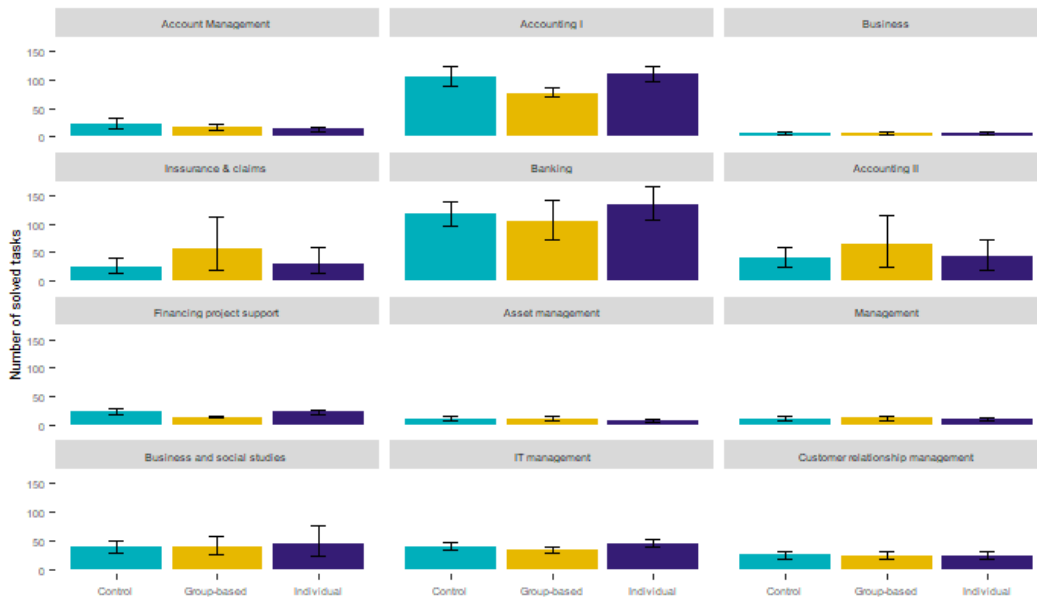 Account Management
Accounting I
Business
150
100
50
0
Inssurance & claims
Banking
Accounting II
150
100
50
0
Number of solved tasks
Financing project support
Asset management
Management
150
100
50
0
Business and social studies
IT management
Customer relationship management
150
100
50
0
Control
Group-based
Individual
Control
Group-based
Individual
Control
Group-based
Individual